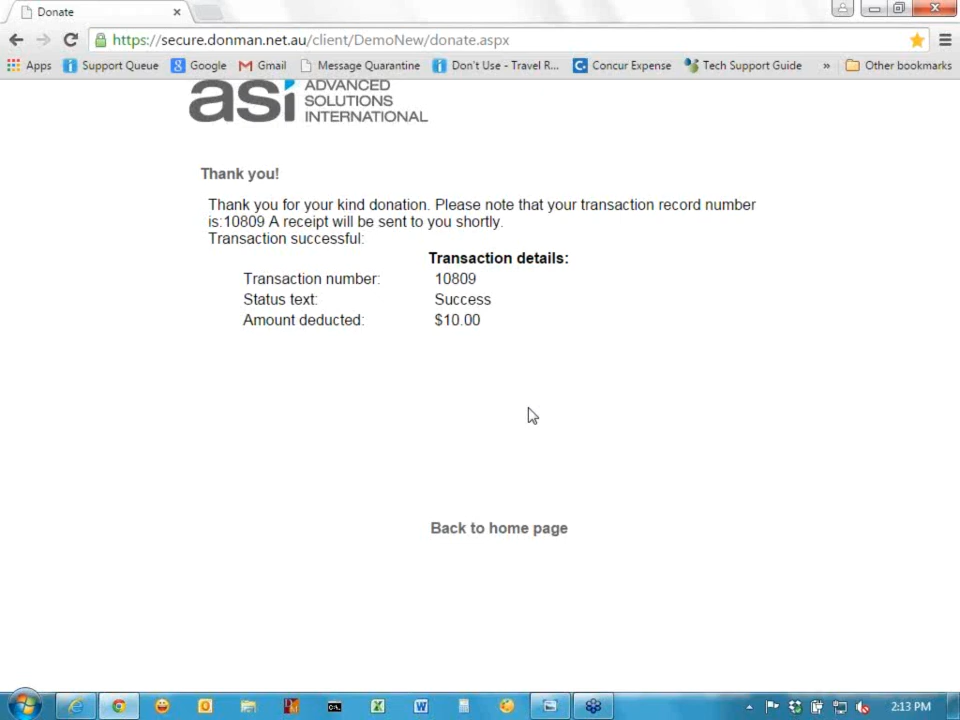 Donate
https://secure.donman.net.au/client/DemoNew/donate.aspx
Apps Support Queue Google Gmail Message Quarantine Don't Use - Travel R... Concur Expense Tech Support Guide » Other bookmarks
asi ADVANCED
SOLUTIONS
INTERNATIONAL
Thank you!
Thank you for your kind donation. Please note that your transaction record number
is:10809 A receipt will be sent to you shortly.
Transaction successful:
Transaction details:
Transaction number: 10809
Status text: Success
Amount deducted: $10.00
Back to home page
2:13 PM